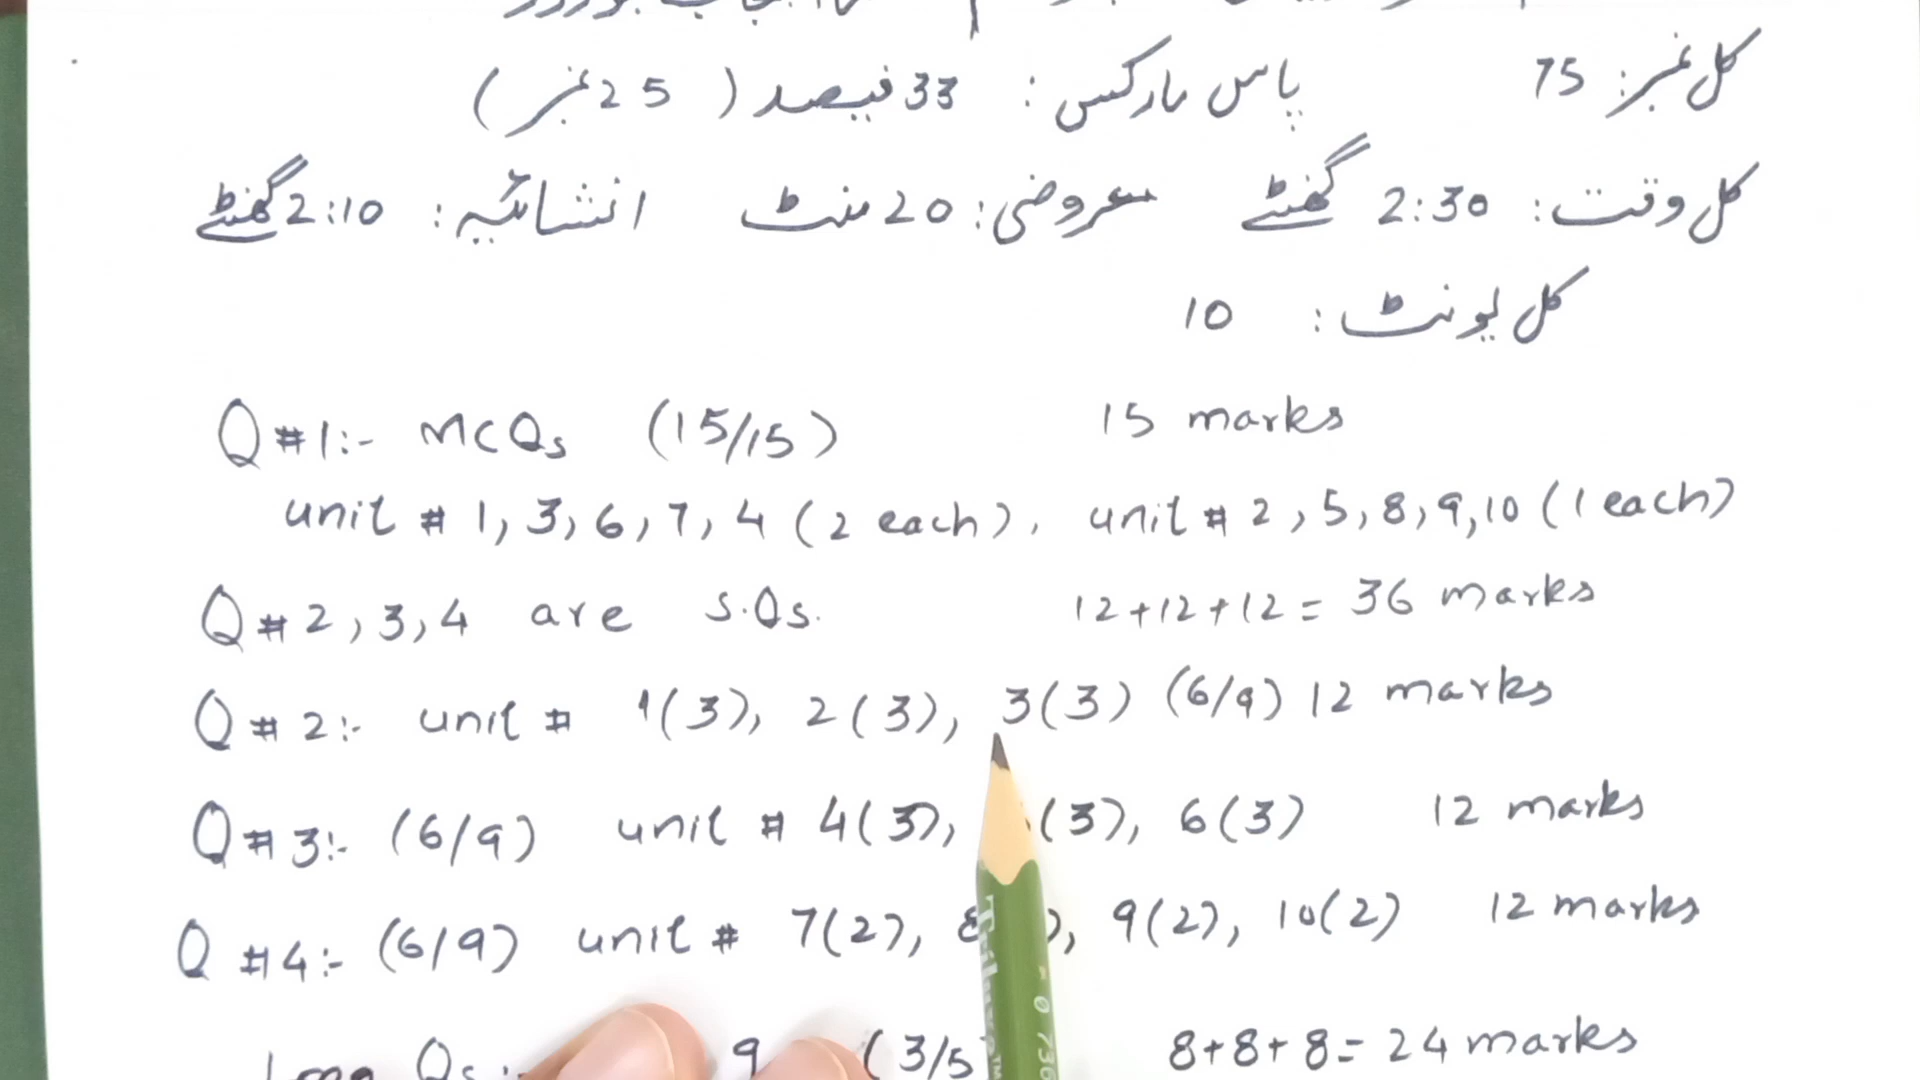 کل نمبر: 75 پاس مارکس: 33 فیصد ( 25 نمبر )
کل وقت: 2:30 گھنٹے معروضی: 20 منٹ انشائیہ: 2:10 گھنٹے
کل یونٹ: 10
Q #1:- MCQs (15/15) 15 marks
unit # 1, 3, 6, 7, 4 (2 each), unit # 2, 5, 8, 9, 10 (1 each)
Q # 2, 3, 4 are S.Qs. 12+12+12 = 36 marks
Q # 2:- unit # 1(3), 2(3), 3(3) (6/9) 12 marks
Q # 3:- (6/9) unit # 4(3), (3), 6(3) 12 marks
Q #4:- (6/9) unit # 7(2), 9(2), 10(2) 12 marks
Long Qs:- 9 (3/5 8+8+8 = 24 marks